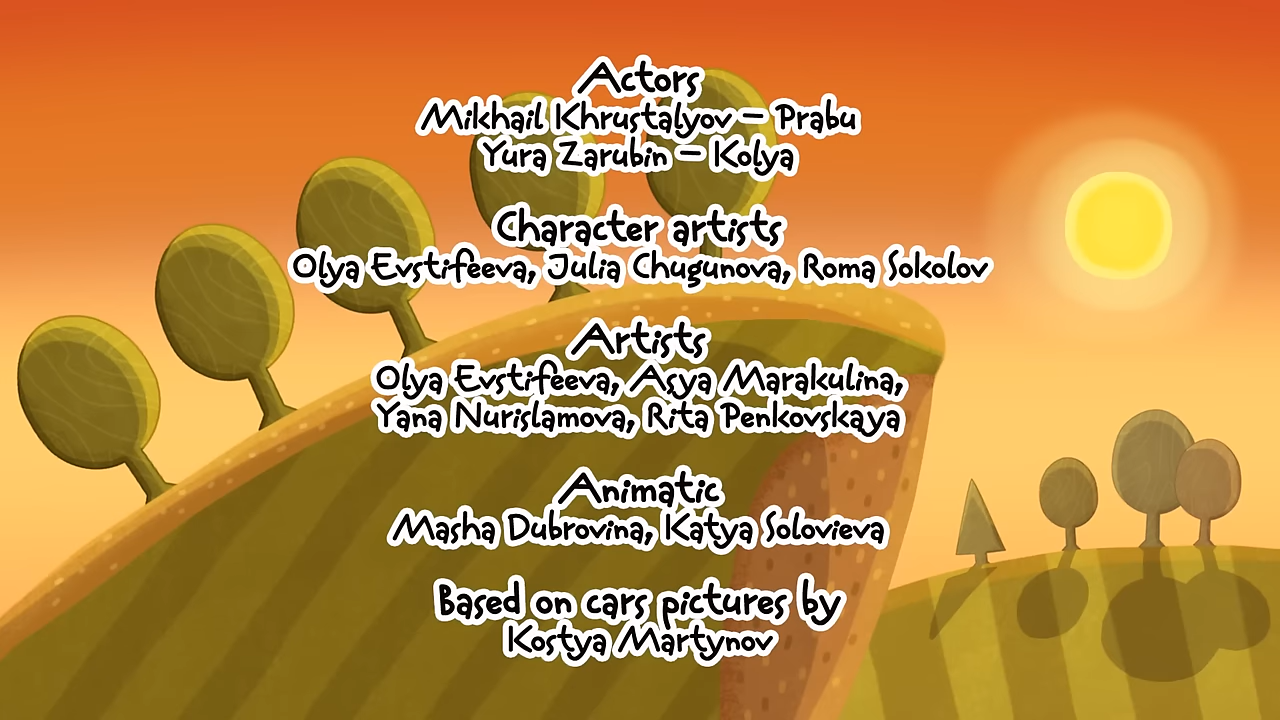 Actors
Mikhail Khrustalyov – Prabu
Yura Zarubin – Kolya
Character artists
Olya Evstifeeva, Julia Chugunova, Roma Sokolov
Artists
Olya Evstifeeva, Asya Marakulina,
Yana Nurislamova, Rita Penkovskaya
Animatic
Masha Dubrovina, Katya Solovieva
Based on cars pictures by
Kostya Martynov